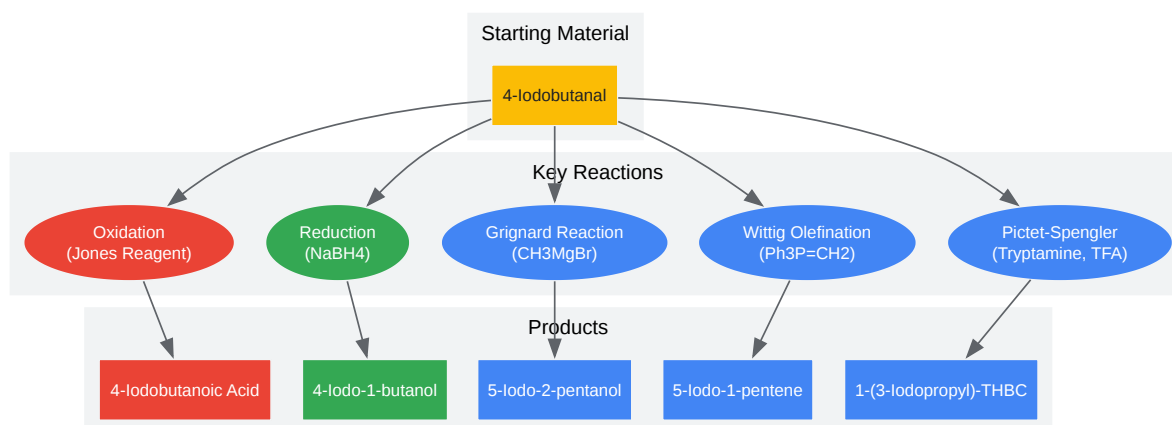 Starting Material
4-Iodobutanal
Key Reactions
Oxidation
(Jones Reagent)
Reduction
(NaBH4)
Grignard Reaction
(CH3MgBr)
Wittig Olefination
(Ph3P=CH2)
Pictet-Spengler
(Tryptamine, TFA)
Products
4-Iodobutanoic Acid
4-Iodo-1-butanol
5-Iodo-2-pentanol
5-Iodo-1-pentene
1-(3-Iodopropyl)-THBC